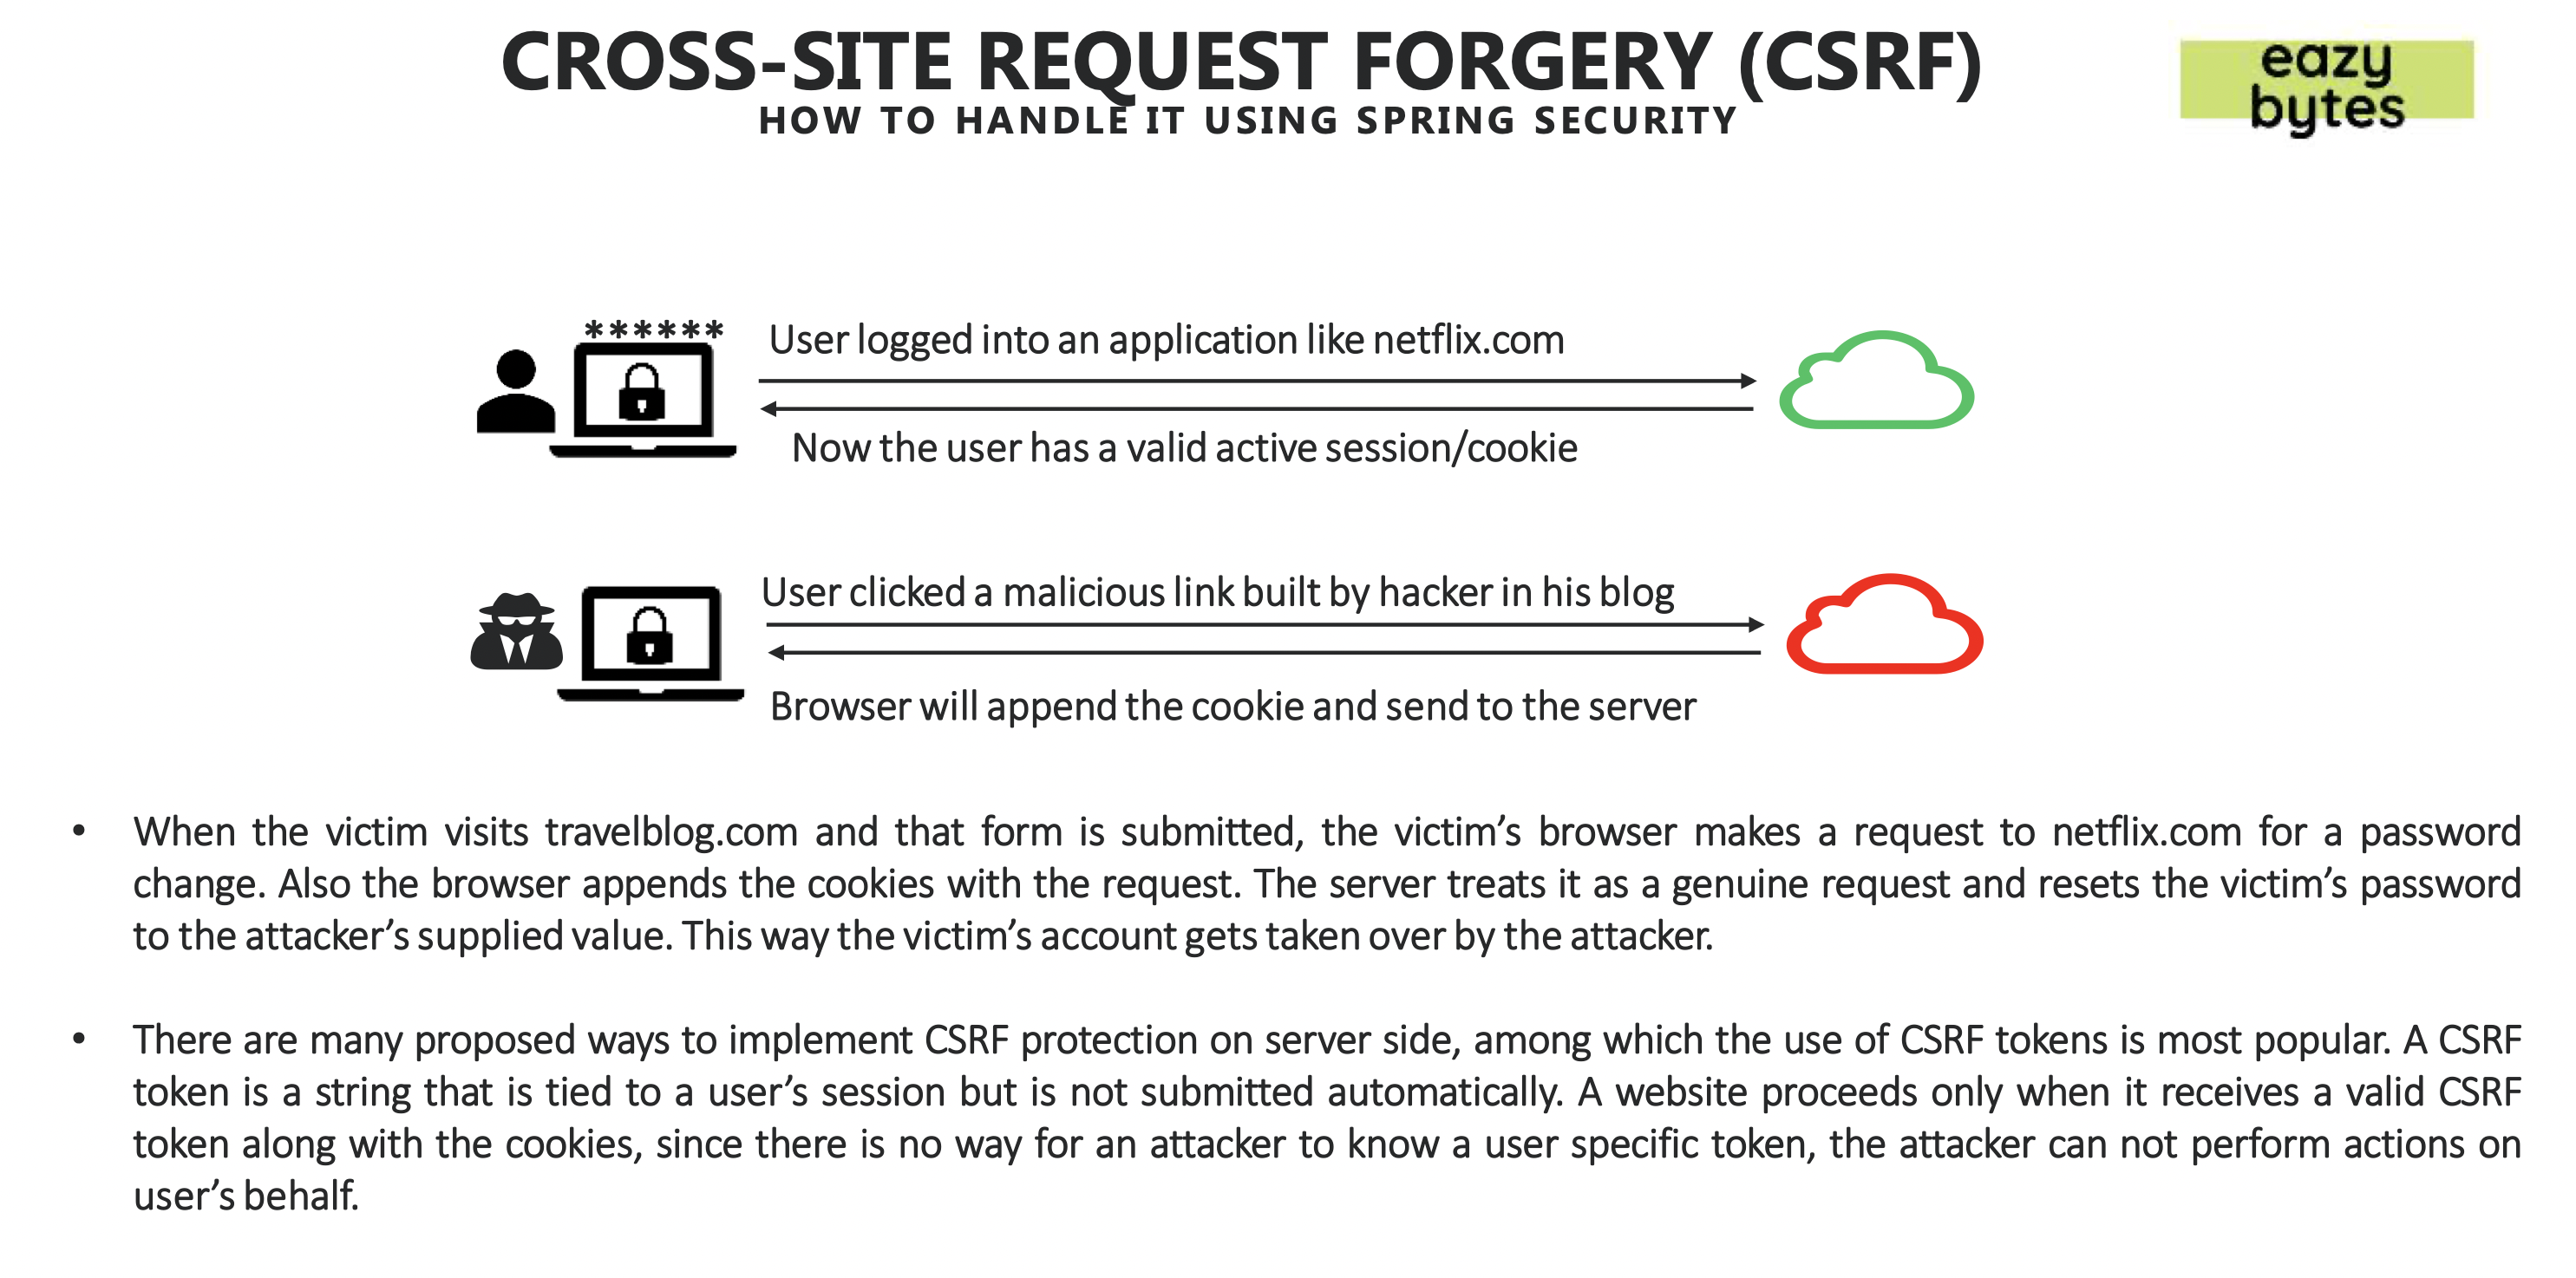 CROSS-SITE REQUEST FORGERY (CSRF)
HOW TO HANDLE IT USING SPRING SECURITY
eazy
bytes
******
User logged into an application like netflix.com
Now the user has a valid active session/cookie
User clicked a malicious link built by hacker in his blog
Browser will append the cookie and send to the server
• When the victim visits travelblog.com and that form is submitted, the victim’s browser makes a request to netflix.com for a password
change. Also the browser appends the cookies with the request. The server treats it as a genuine request and resets the victim’s password
to the attacker’s supplied value. This way the victim’s account gets taken over by the attacker.
• There are many proposed ways to implement CSRF protection on server side, among which the use of CSRF tokens is most popular. A CSRF
token is a string that is tied to a user’s session but is not submitted automatically. A website proceeds only when it receives a valid CSRF
token along with the cookies, since there is no way for an attacker to know a user specific token, the attacker can not perform actions on
user’s behalf.